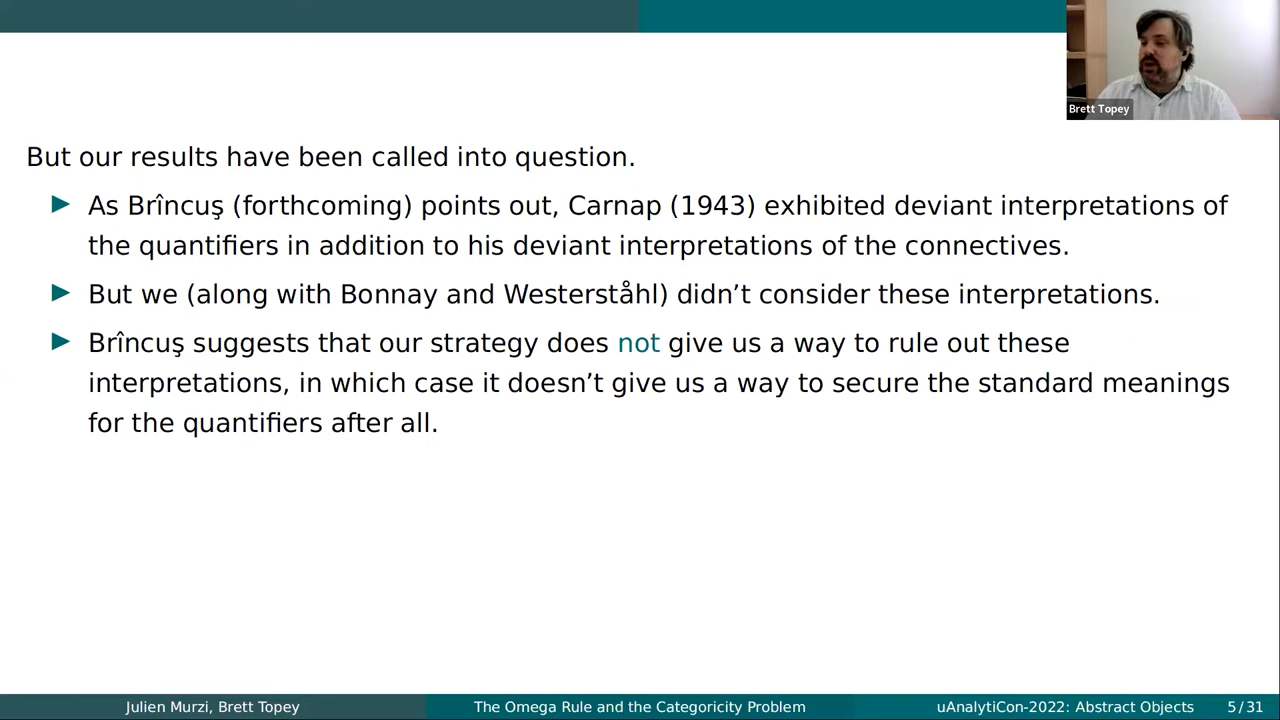 Brett Topey
But our results have been called into question.
▶ As Brîncuş (forthcoming) points out, Carnap (1943) exhibited deviant interpretations of
the quantifiers in addition to his deviant interpretations of the connectives.
▶ But we (along with Bonnay and Westerståhl) didn’t consider these interpretations.
▶ Brîncuş suggests that our strategy does not give us a way to rule out these
interpretations, in which case it doesn’t give us a way to secure the standard meanings
for the quantifiers after all.
Julien Murzi, Brett Topey The Omega Rule and the Categoricity Problem uAnalytiCon-2022: Abstract Objects 5/31